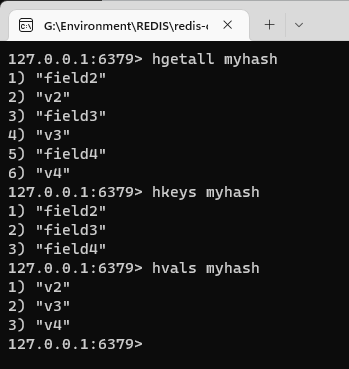 G:\Environment\REDIS\redis-c
127.0.0.1:6379> hgetall myhash
1) "field2"
2) "v2"
3) "field3"
4) "v3"
5) "field4"
6) "v4"
127.0.0.1:6379> hkeys myhash
1) "field2"
2) "field3"
3) "field4"
127.0.0.1:6379> hvals myhash
1) "v2"
2) "v3"
3) "v4"
127.0.0.1:6379>